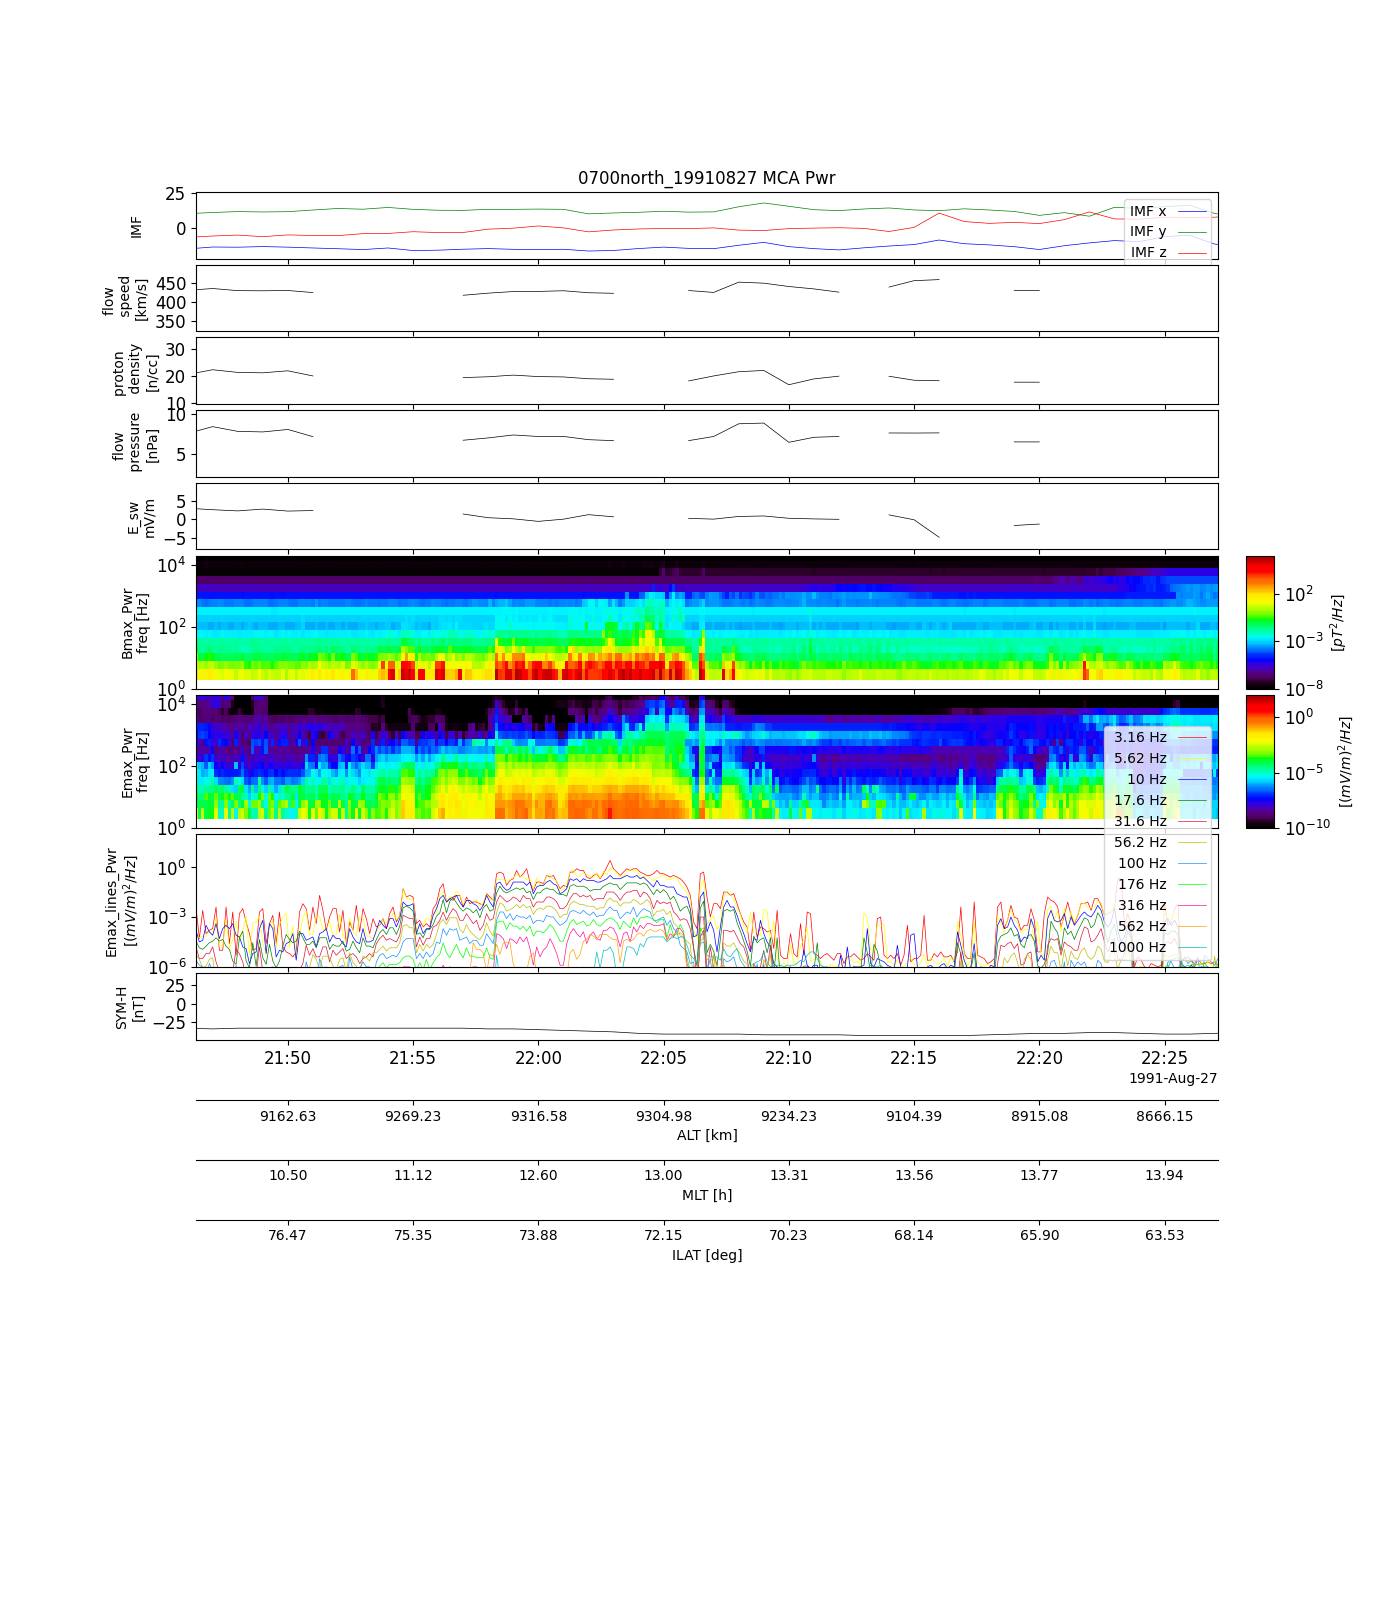 0700north_19910827 MCA Pwr
25
0
IMF
IMF x
IMF y
IMF z
450
400
350
flow
speed
[km/s]
30
20
10
proton
density
[n/cc]
10
5
flow
pressure
[nPa]
5
0
−5
E_sw
mV/m
10^4
10^2
10^0
Bmax_Pwr
freq [Hz]
10^2
10^−3
10^−8
[pT^2/Hz]
10^4
10^2
10^0
Emax_Pwr
freq [Hz]
10^0
10^−5
10^−10
[(mV/m)^2/Hz]
3.16 Hz
5.62 Hz
10 Hz
17.6 Hz
31.6 Hz
56.2 Hz
100 Hz
176 Hz
316 Hz
562 Hz
1000 Hz
10^0
10^−3
10^−6
Emax_lines_Pwr
[(mV/m)^2/Hz]
25
0
−25
SYM-H
[nT]
21:50 21:55 22:00 22:05 22:10 22:15 22:20 22:25
1991-Aug-27
9162.63 9269.23 9316.58 9304.98 9234.23 9104.39 8915.08 8666.15
ALT [km]
10.50 11.12 12.60 13.00 13.31 13.56 13.77 13.94
MLT [h]
76.47 75.35 73.88 72.15 70.23 68.14 65.90 63.53
ILAT [deg]